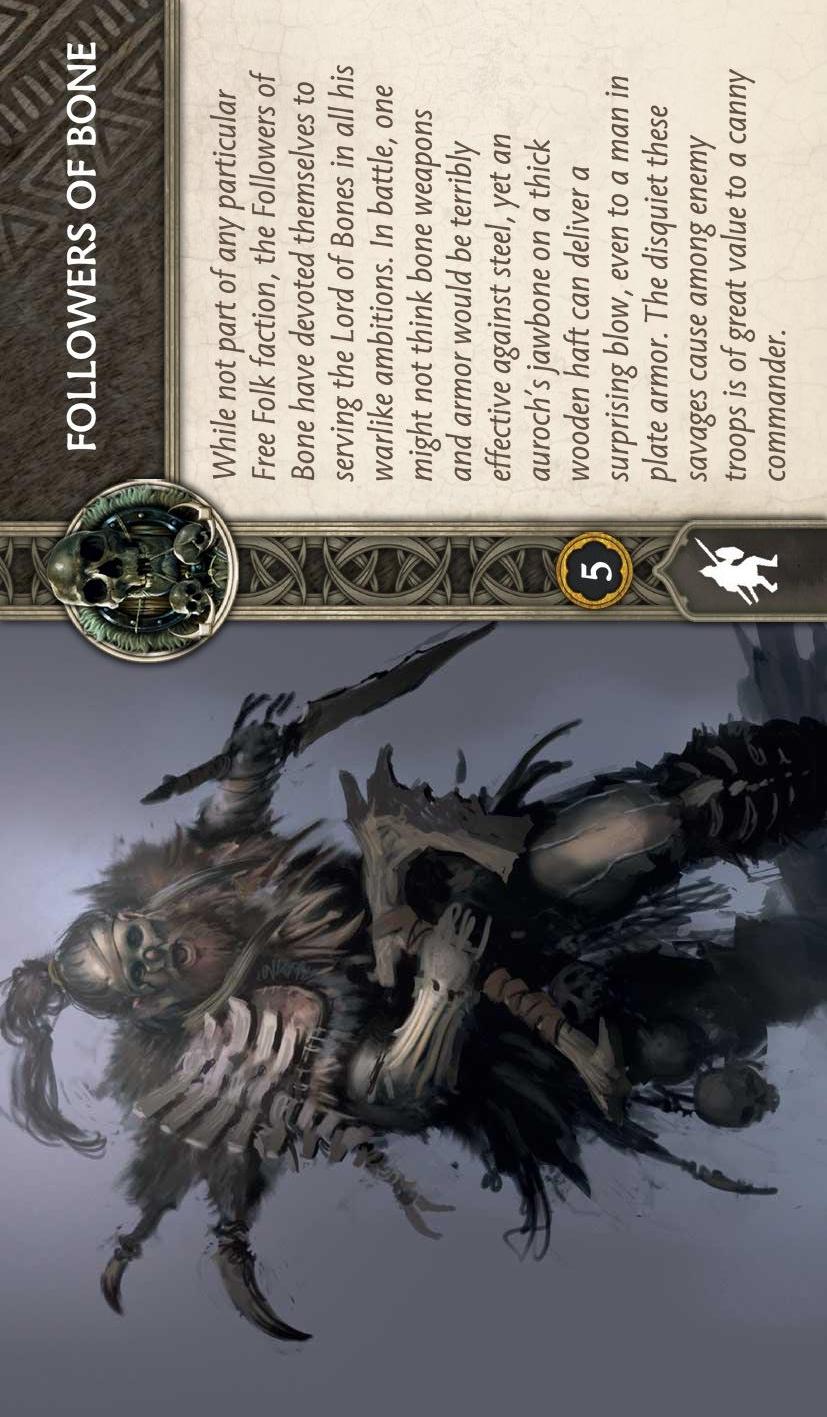 FOLLOWERS OF BONE
While not part of any particular
Free Folk faction, the Followers of
Bone have devoted themselves to
serving the Lord of Bones in all his
warlike ambitions. In battle, one
might not think bone weapons
and armor would be terribly
effective against steel, yet an
auroch's jawbone on a thick
wooden haft can deliver a
surprising blow, even to a man in
plate armor. The disquiet these
savages cause among enemy
troops is of great value to a canny
commander.
5